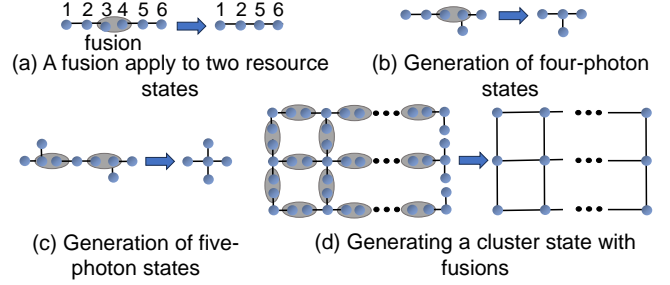 1 2 3 4 5 6 1 2 5 6
fusion
(a) A fusion apply to two resource
states
(b) Generation of four-photon
states
(c) Generation of five-
photon states
(d) Generating a cluster state with
fusions